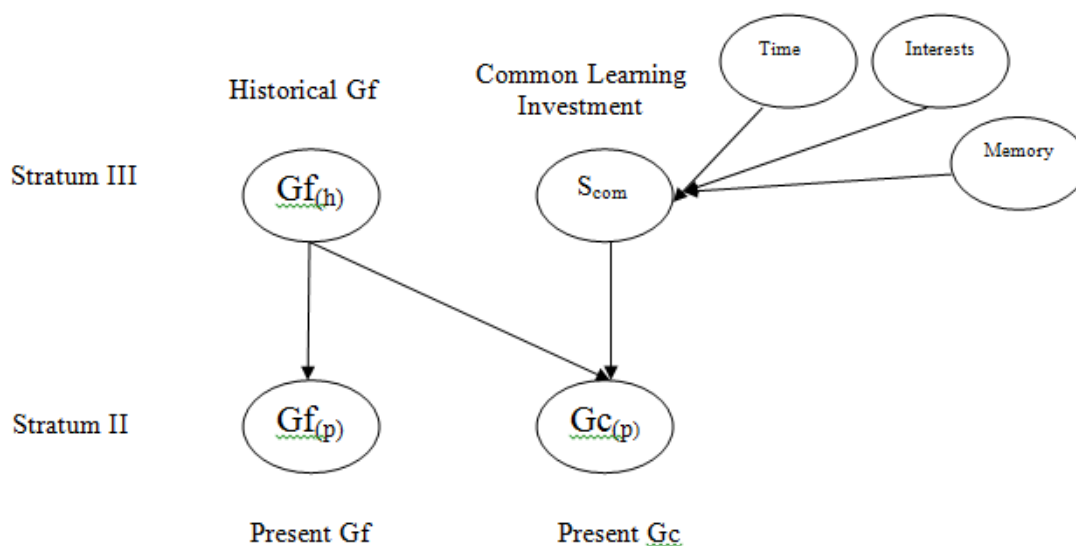 Time
Interests
Historical Gf
Common Learning
Investment
Memory
Stratum III
Gf(h)
Scom
Stratum II
Gf(p)
Gc(p)
Present Gf
Present Gc